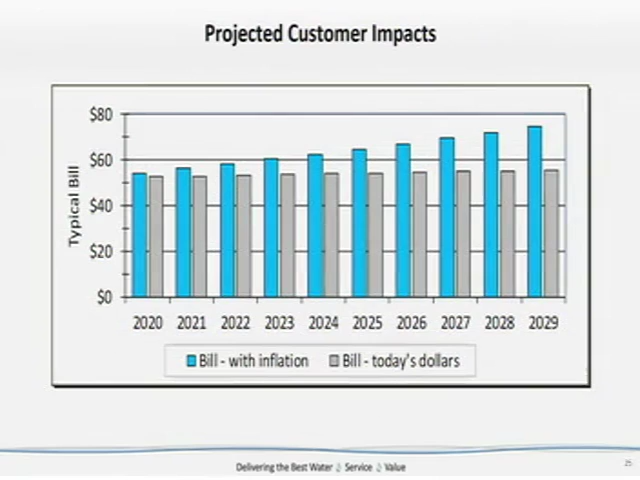 Projected Customer Impacts
$80
$60
$40
$20
$0
Typical Bill
2020 2021 2022 2023 2024 2025 2026 2027 2028 2029
Bill - with inflation Bill - today's dollars
Delivering the Best Water Service Value
25